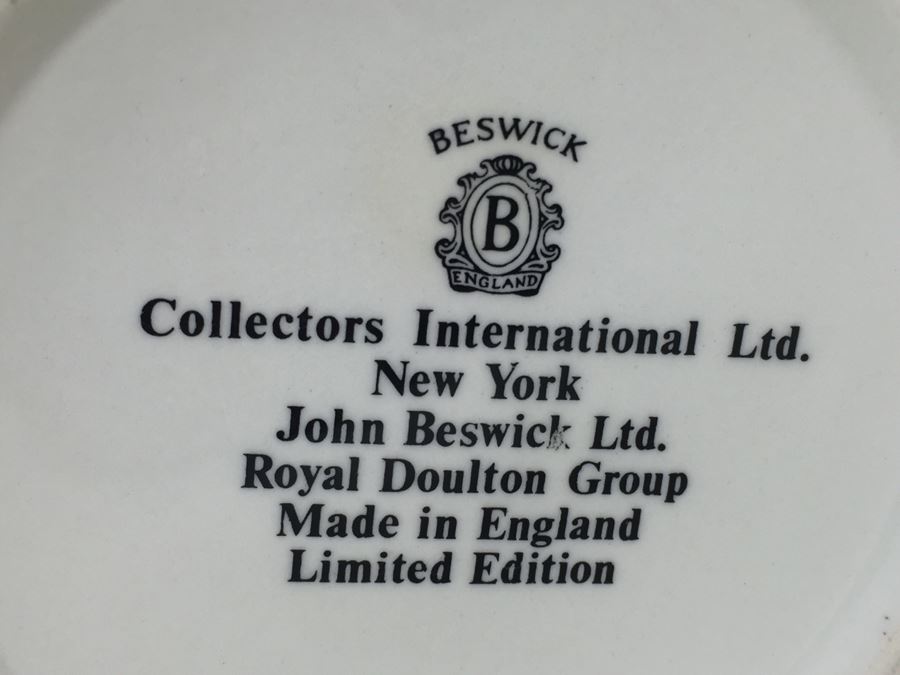 BESWICK
B
ENGLAND
Collectors International Ltd.
New York
John Beswick Ltd.
Royal Doulton Group
Made in England
Limited Edition